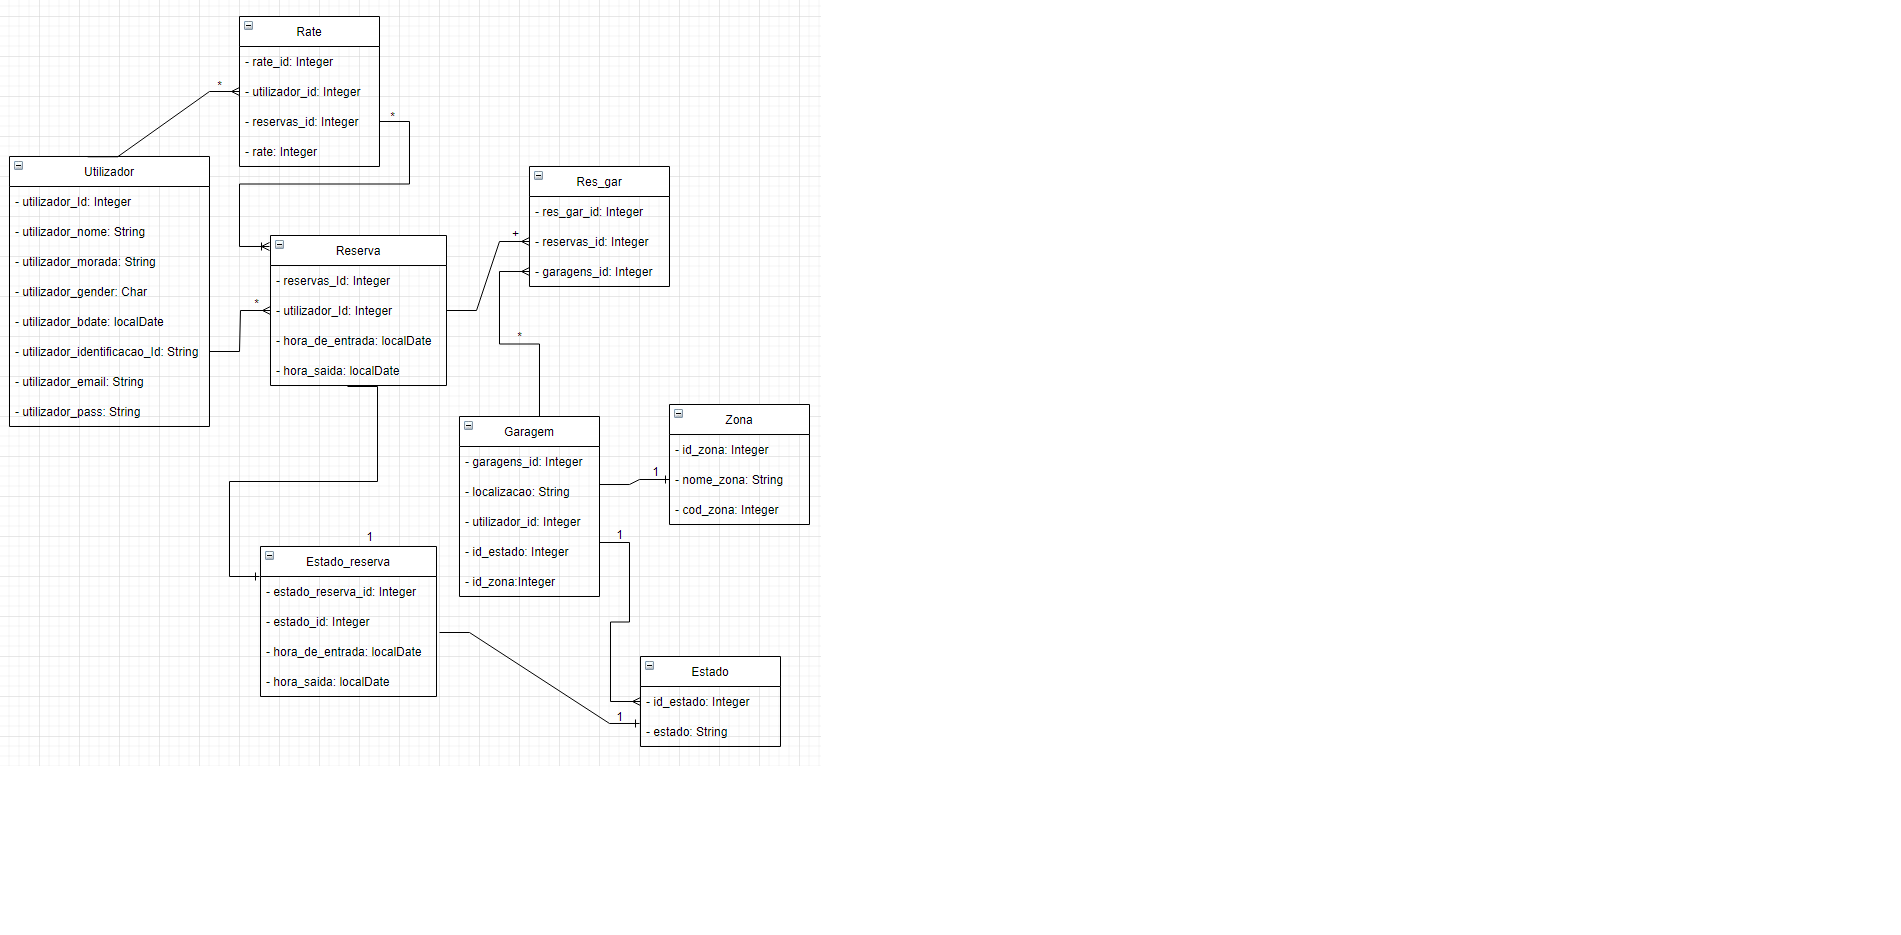 Rate
- rate_id: Integer
- utilizador_id: Integer
- reservas_id: Integer
- rate: Integer
*
*
Utilizador
- utilizador_Id: Integer
- utilizador_nome: String
- utilizador_morada: String
- utilizador_gender: Char
- utilizador_bdate: localDate
- utilizador_identificacao_Id: String
- utilizador_email: String
- utilizador_pass: String
*
Reserva
- reservas_Id: Integer
- utilizador_Id: Integer
- hora_de_entrada: localDate
- hora_saida: localDate
+
Res_gar
- res_gar_id: Integer
- reservas_id: Integer
- garagens_id: Integer
*
Garagem
- garagens_id: Integer
- localizacao: String
- utilizador_id: Integer
- id_estado: Integer
- id_zona:Integer
1
Zona
- id_zona: Integer
- nome_zona: String
- cod_zona: Integer
1
1
Estado_reserva
- estado_reserva_id: Integer
- estado_id: Integer
- hora_de_entrada: localDate
- hora_saida: localDate
1
Estado
- id_estado: Integer
- estado: String